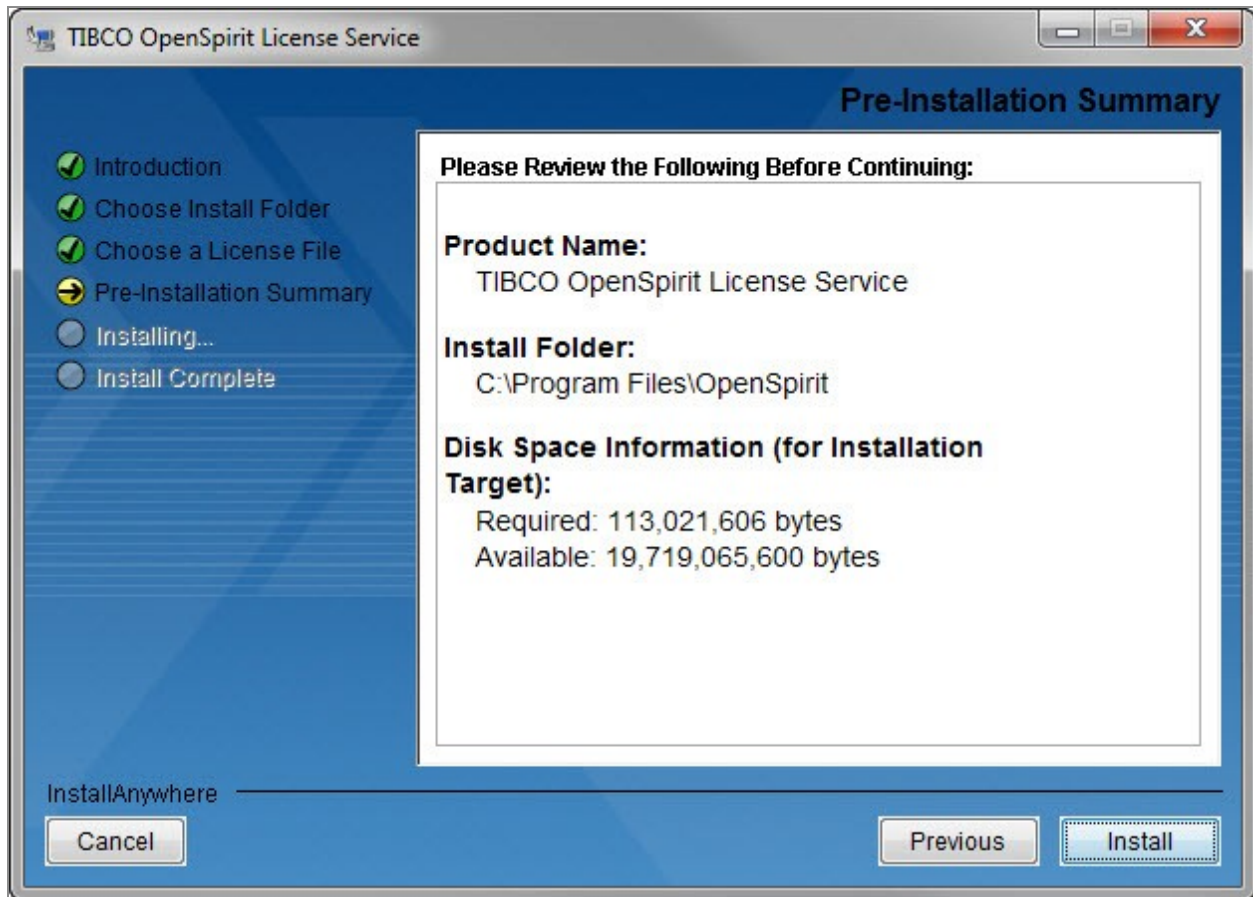 TIBCO OpenSpirit License Service
Pre-Installation Summary
Introduction
Choose Install Folder
Choose a License File
Pre-Installation Summary
Installing...
Install Complete
Please Review the Following Before Continuing:
Product Name:
TIBCO OpenSpirit License Service
Install Folder:
C:\Program Files\OpenSpirit
Disk Space Information (for Installation
Target):
Required: 113,021,606 bytes
Available: 19,719,065,600 bytes
InstallAnywhere
Cancel
Previous
Install